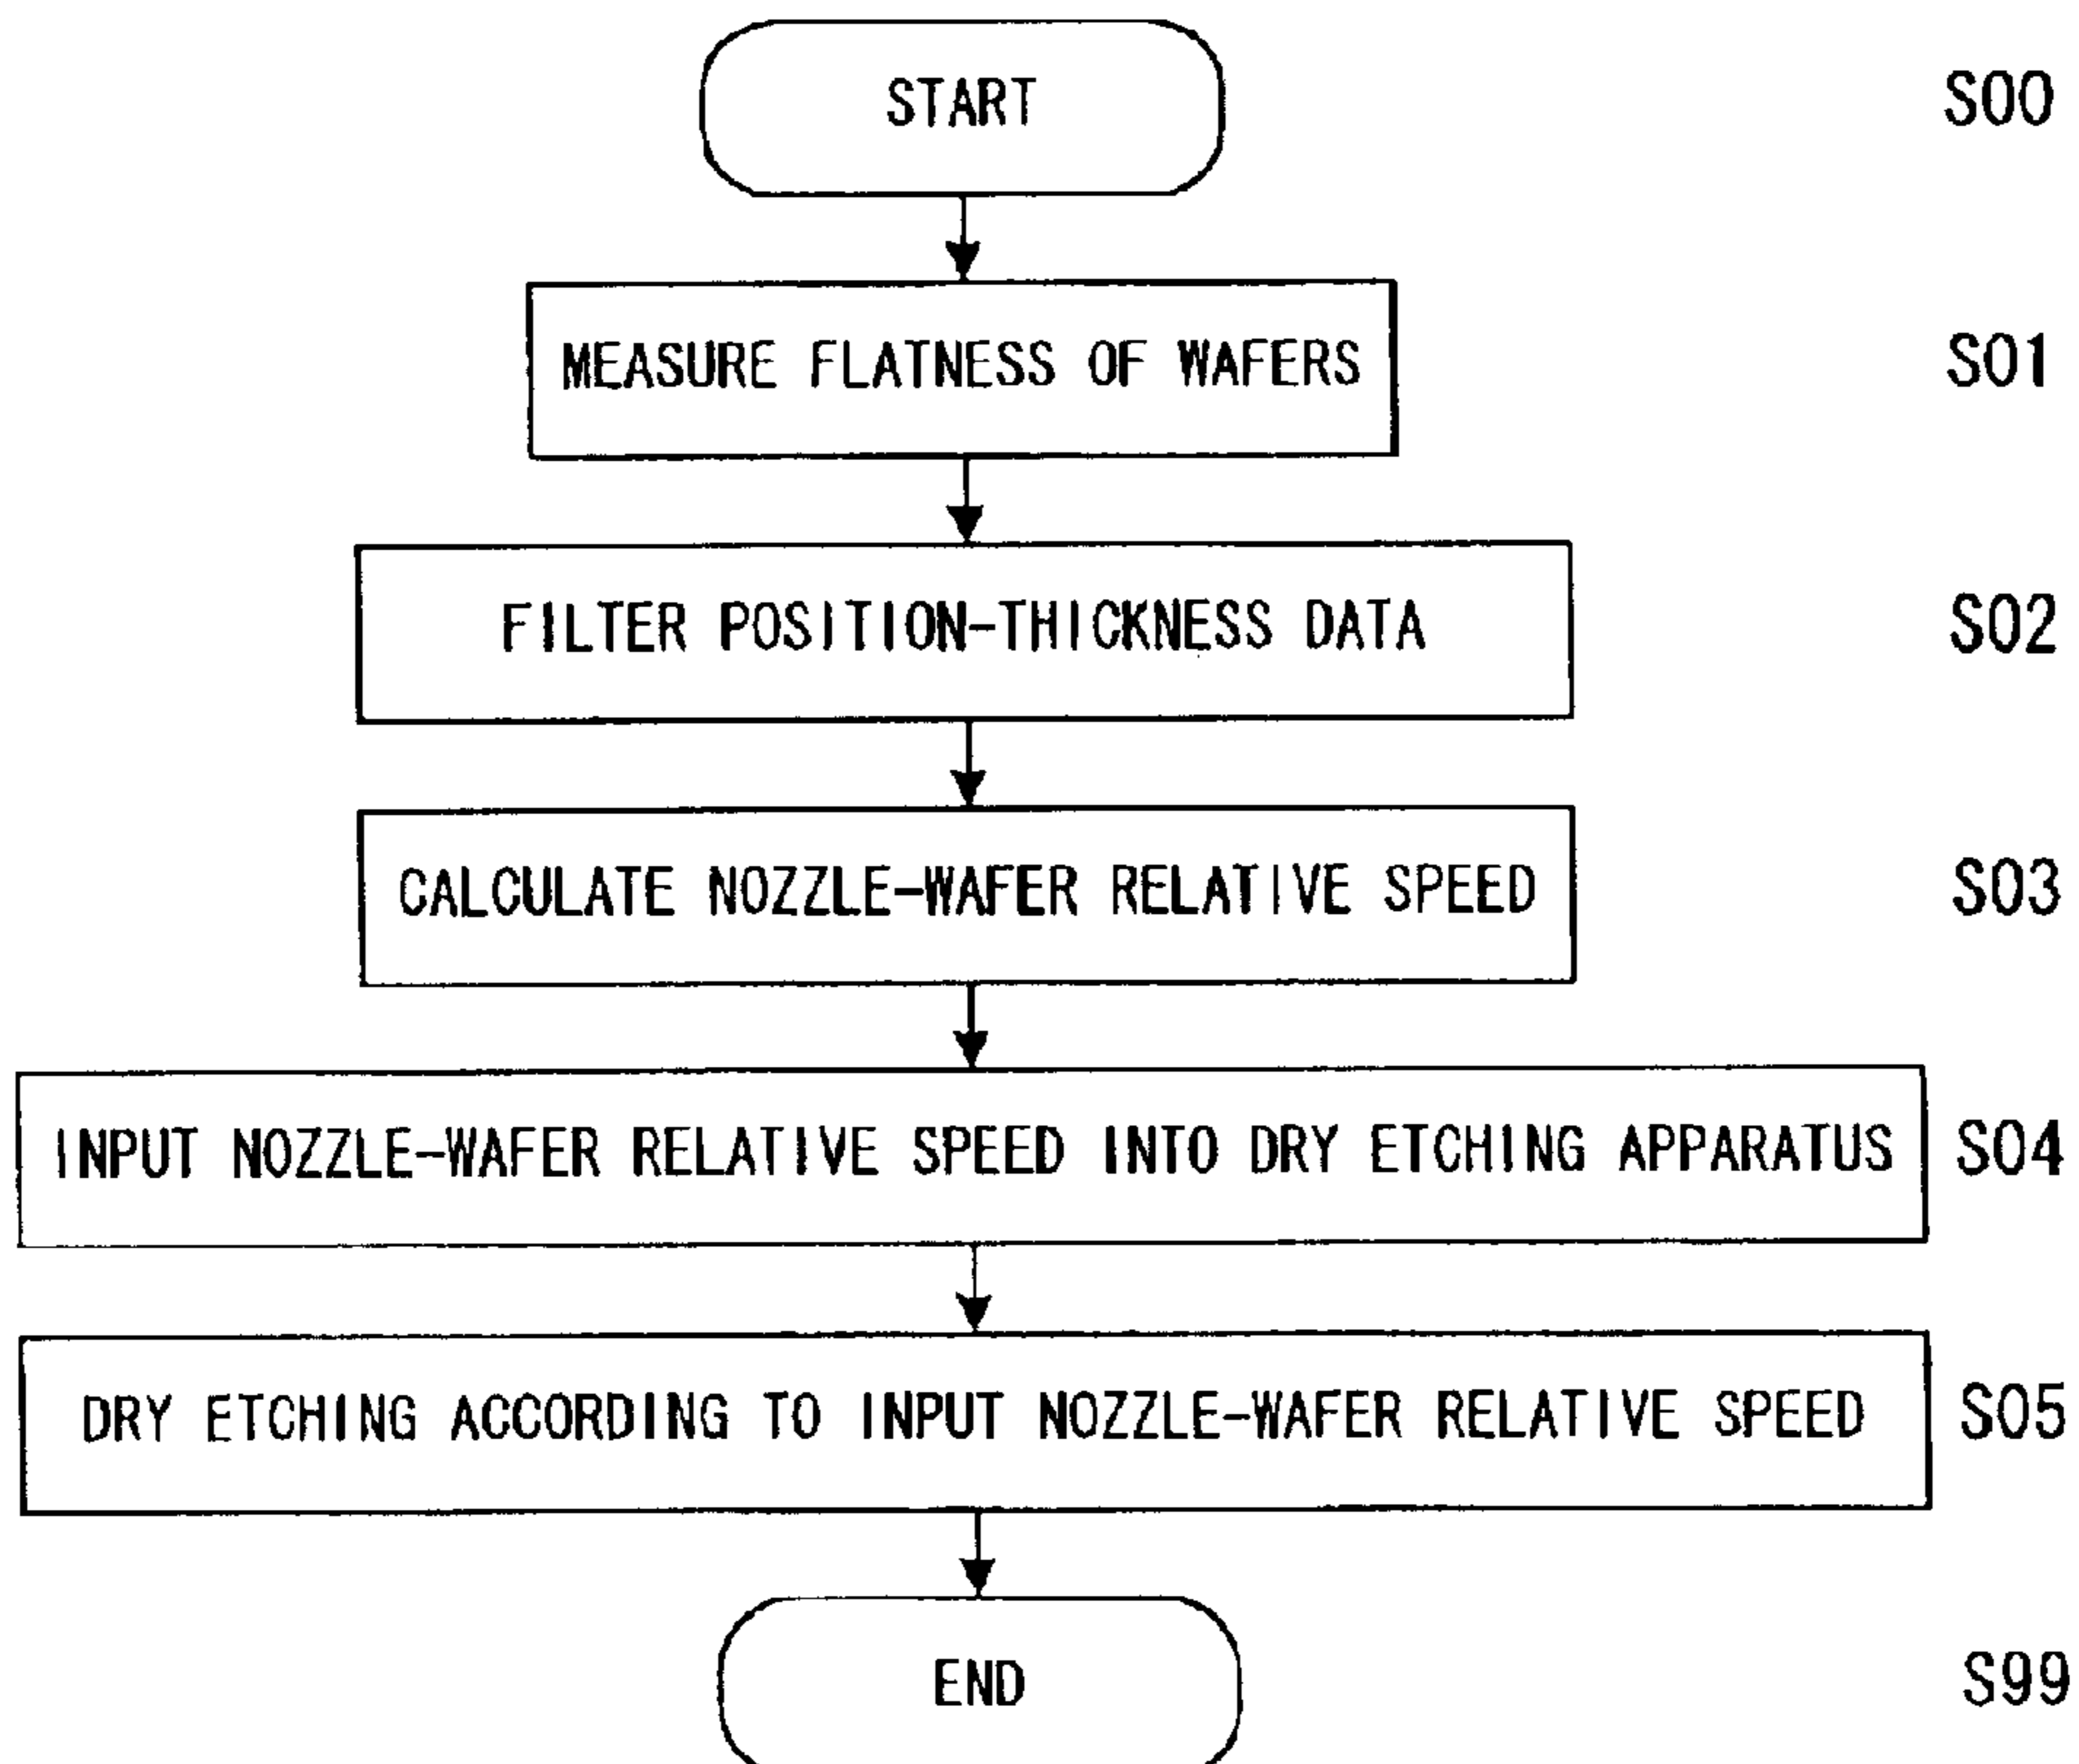 START S00
MEASURE FLATNESS OF WAFERS S01
FILTER POSITION-THICKNESS DATA S02
CALCULATE NOZZLE-WAFER RELATIVE SPEED S03
INPUT NOZZLE-WAFER RELATIVE SPEED INTO DRY ETCHING APPARATUS S04
DRY ETCHING ACCORDING TO INPUT NOZZLE-WAFER RELATIVE SPEED S05
END S99